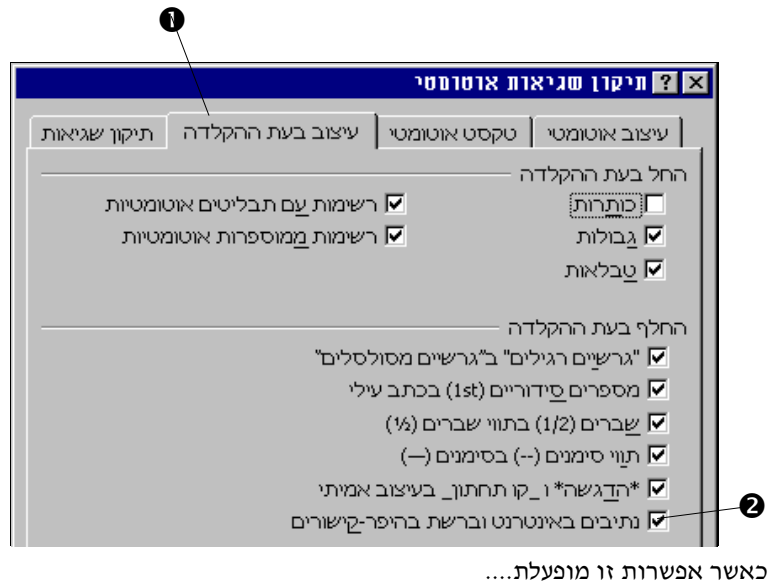 ❶
תיקון שגיאות אוטומטי
עיצוב אוטומטי טקסט אוטומטי עיצוב בעת ההקלדה תיקון שגיאות
החל בעת ההקלדה
כותרות רשימות עם תבליטים אוטומטיות
גבולות רשימות ממוספרות אוטומטיות
טבלאות
החלף בעת ההקלדה
"גרשיים רגילים" ב"גרשיים מסולסלים"
מספרים סידוריים (1st) בכתב עילי
שברים (1/2) בתווי שברים (½)
תווי סימנים (--) בסימנים (—)
*הדגשה* ו _קו תחתון_ בעיצוב אמיתי
נתיבים באינטרנט וברשת בהיפר-קישורים
❷
כאשר אפשרות זו מופעלת....